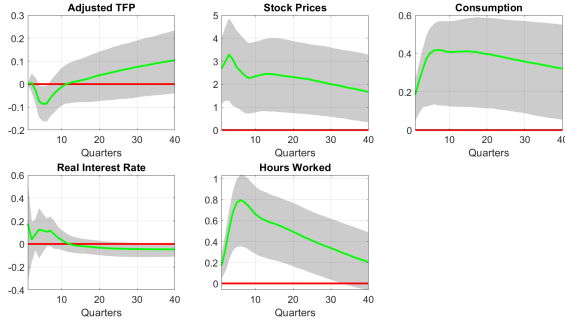 Adjusted TFP
0.3
0.2
0.1
0
-0.1
-0.2
10 20 30 40
Quarters
Stock Prices
5
4
3
2
1
0
10 20 30 40
Quarters
Consumption
0.6
0.4
0.2
0
10 20 30 40
Quarters
Real Interest Rate
0.6
0.4
0.2
0
-0.2
-0.4
10 20 30 40
Quarters
Hours Worked
1
0.8
0.6
0.4
0.2
0
10 20 30 40
Quarters